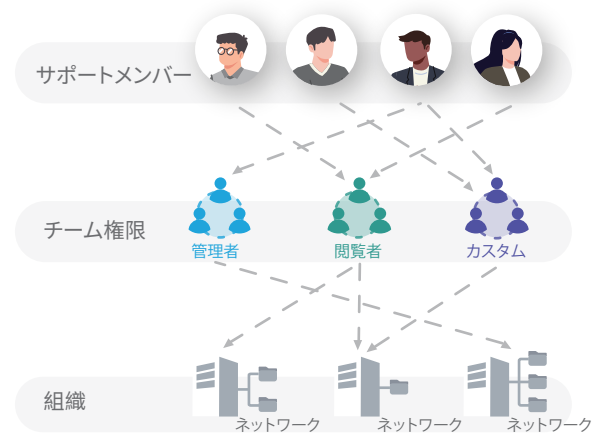 サポートメンバー
チーム権限
管理者
閲覧者
カスタム
組織
ネットワーク
ネットワーク
ネットワーク